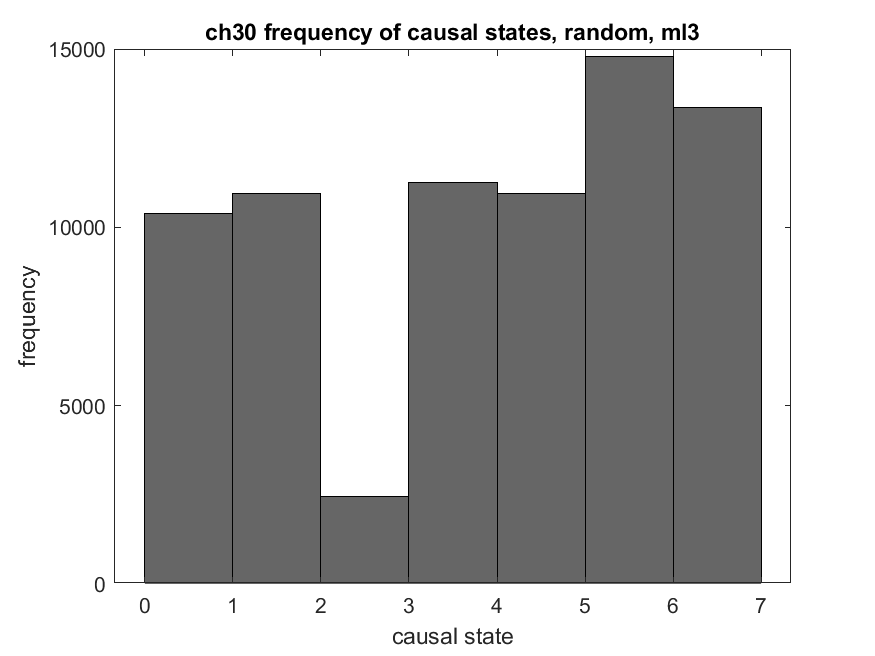 ch30 frequency of causal states, random, ml3
15000
10000
5000
0
frequency
0 1 2 3 4 5 6 7
causal state